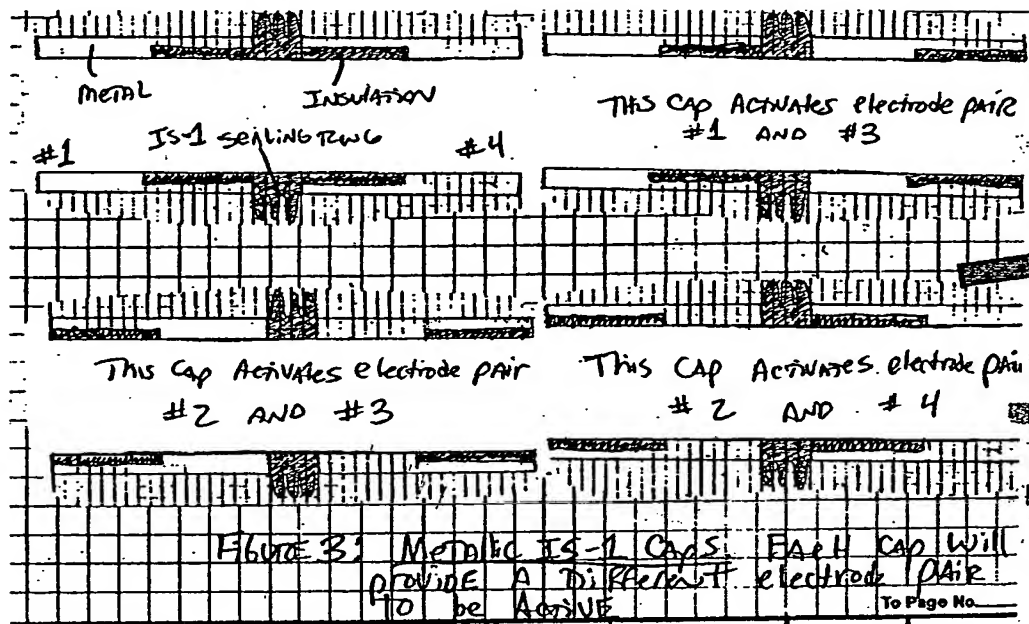 METAL
INSULATION
THIS CAP ACTIVATES electrode pAIR
#1 AND #3
#1
IS-1 SEALING RING
#4
THIS CAP ACTIVATES electrode pAIR
#2 AND #3
THIS CAP ACTIVATES electrode pAIR
#2 AND #4
FIGURE 3: METALLIC IS-1 CAPS. EACH CAP WILL
PROVIDE A DIFFERENT electrode PAIR
TO be ACTIVE
To Page No.